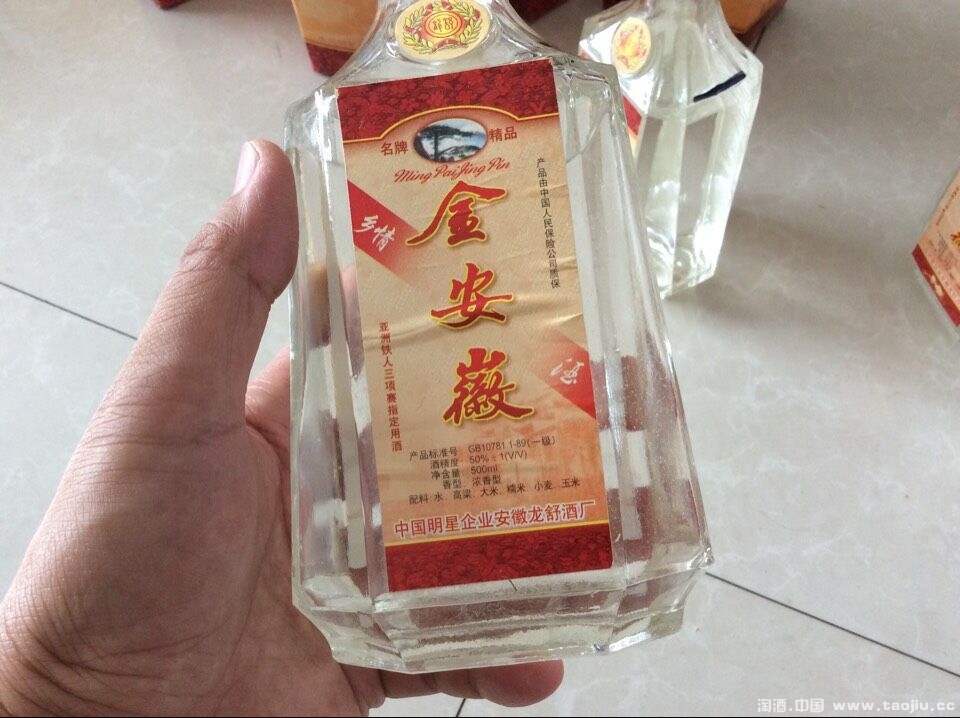 名牌 精品
Ming Pai Jing Pin
乡情
金安徽
酒
产品由中国人民保险公司质保
亚洲铁人三项赛指定用酒
产品标准号: GB10781 1-89(一级)
酒精度: 50%±1(V/V)
净含量: 500ml
香型: 浓香型
配料:水、高粱、大米、糯米、小麦、玉米
中国明星企业安徽龙舒酒厂
淘酒.中国 www.taojiu.cc